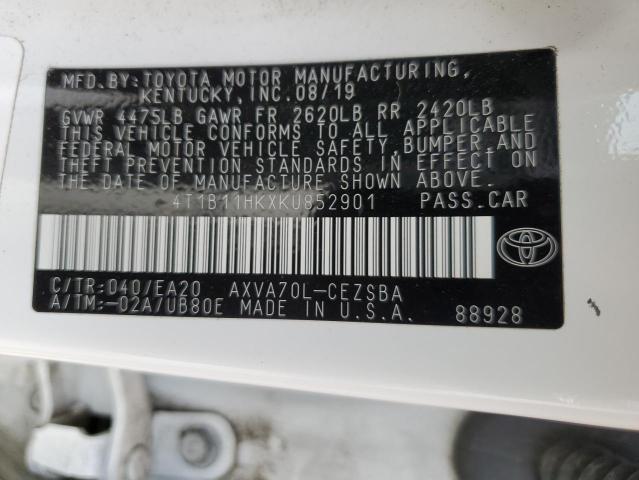 MFD.BY: TOYOTA MOTOR MANUFACTURING,
KENTUCKY, INC. 08/19
GVWR 4475LB GAWR FR 2620LB RR 2420LB
THIS VEHICLE CONFORMS TO ALL APPLICABLE
FEDERAL MOTOR VEHICLE SAFETY, BUMPER, AND
THEFT PREVENTION STANDARDS IN EFFECT ON
THE DATE OF MANUFACTURE SHOWN ABOVE.
4T1B11HKXKU852901 PASS.CAR
C/TR: 040/EA20 AXVA70L-CEZSBA
A/TM: -02A/UB80E MADE IN U.S.A. 88928